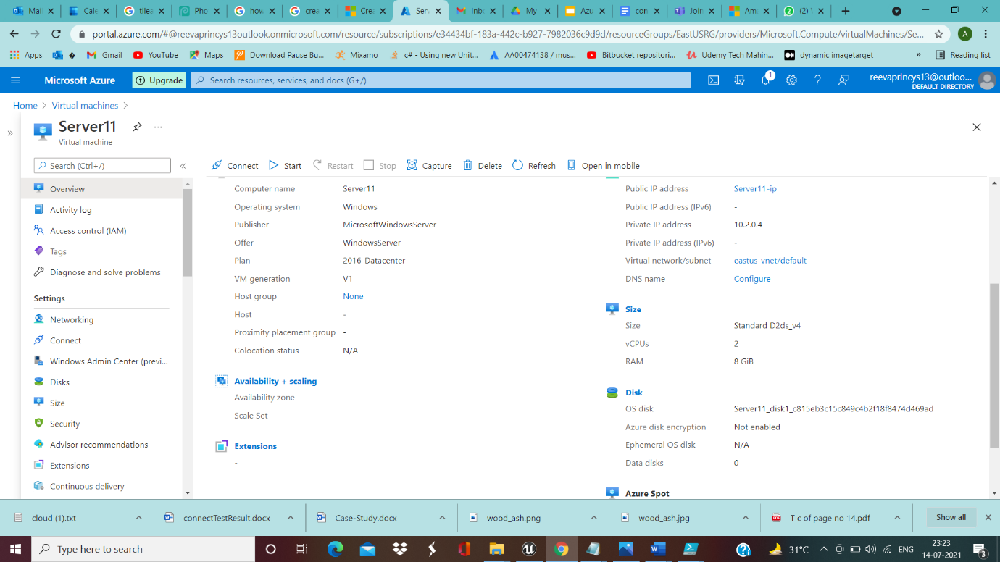 Mail
Cale
tilea
Pho
how
crea
Crea
Serv
Inbo
My
Azu
cori
Join
Ama
(2) W
portal.azure.com/#@reevaprincys13outlook.onmicrosoft.com/resource/subscriptions/e34434bf-183a-442c-b927-7982036c9d9d/resourceGroups/EastUSRG/providers/Microsoft.Compute/virtualMachines/Se...
A
Apps
Gmail
YouTube
Maps
Download Pause Bu...
Mixamo
c# - Using new Unit...
AA00474138 / mus...
Bitbucket repositori...
Udemy Tech Mahin...
dynamic imagetarget
»
Reading list
Microsoft Azure
Upgrade
Search resources, services, and docs (G+/)
1
reevaprincys13@outloo...
DEFAULT DIRECTORY
Home > Virtual machines >
Server11
Virtual machine
Search (Ctrl+/)
Connect Start Restart Stop Capture Delete Refresh Open in mobile
Overview
Activity log
Access control (IAM)
Tags
Diagnose and solve problems
Settings
Networking
Connect
Windows Admin Center (previ...
Disks
Size
Security
Advisor recommendations
Extensions
Continuous delivery
Computer name Server11
Operating system Windows
Publisher MicrosoftWindowsServer
Offer WindowsServer
Plan 2016-Datacenter
VM generation V1
Host group None
Host -
Proximity placement group -
Colocation status N/A
Availability + scaling
Availability zone -
Scale Set -
Extensions
-
Public IP address Server11-ip
Public IP address (IPv6) -
Private IP address 10.2.0.4
Private IP address (IPv6) -
Virtual network/subnet eastus-vnet/default
DNS name Configure
Size
Size Standard D2ds_v4
vCPUs 2
RAM 8 GiB
Disk
OS disk Server11_disk1_c815eb3c15c849c4b2f18f8474d469ad
Azure disk encryption Not enabled
Ephemeral OS disk N/A
Data disks 0
Azure Spot
cloud (1).txt
connectTestResult.docx
Case-Study.docx
wood_ash.png
wood_ash.jpg
T c of page no 14.pdf
Show all
Type here to search
31°C
ENG
23:23
14-07-2021
3